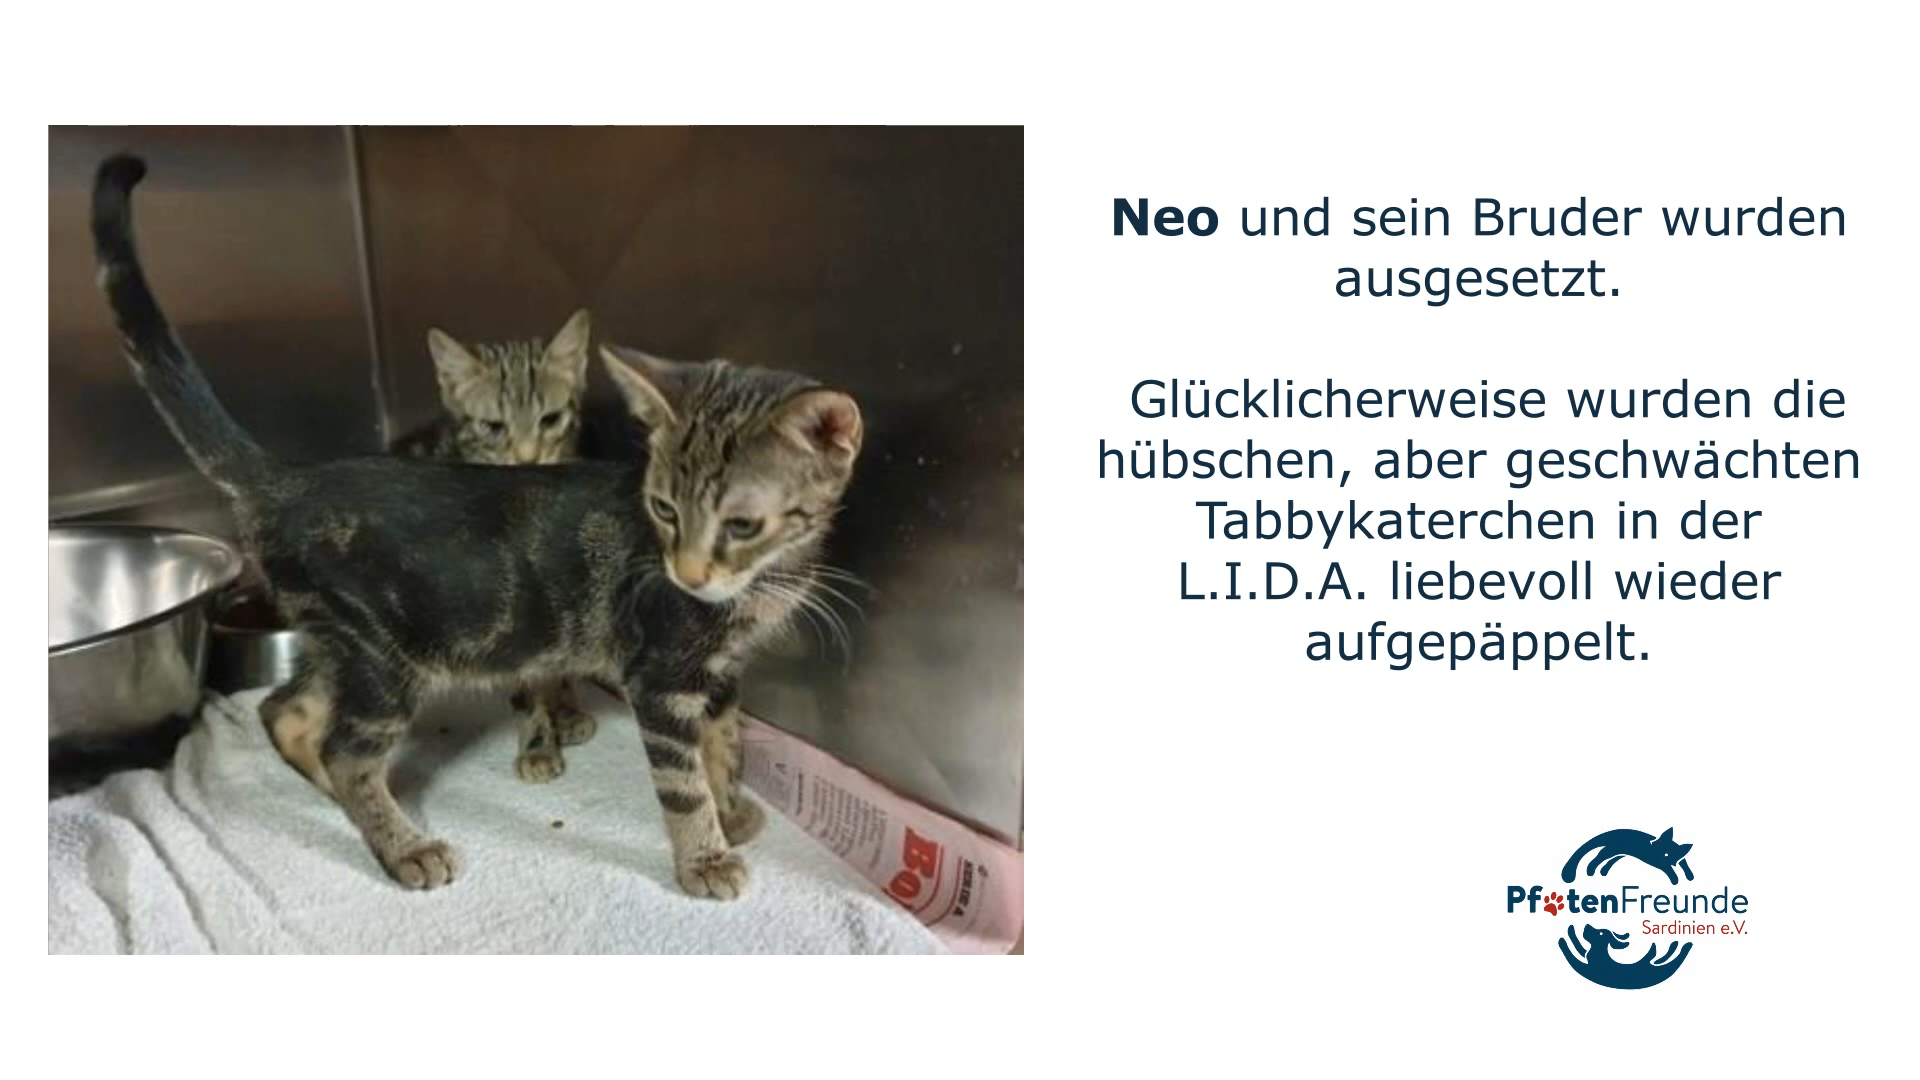 Neo und sein Bruder wurden
ausgesetzt.
Glücklicherweise wurden die
hübschen, aber geschwächten
Tabbykaterchen in der
L.I.D.A. liebevoll wieder
aufgepäppelt.
PfotenFreunde
Sardinien e.V.